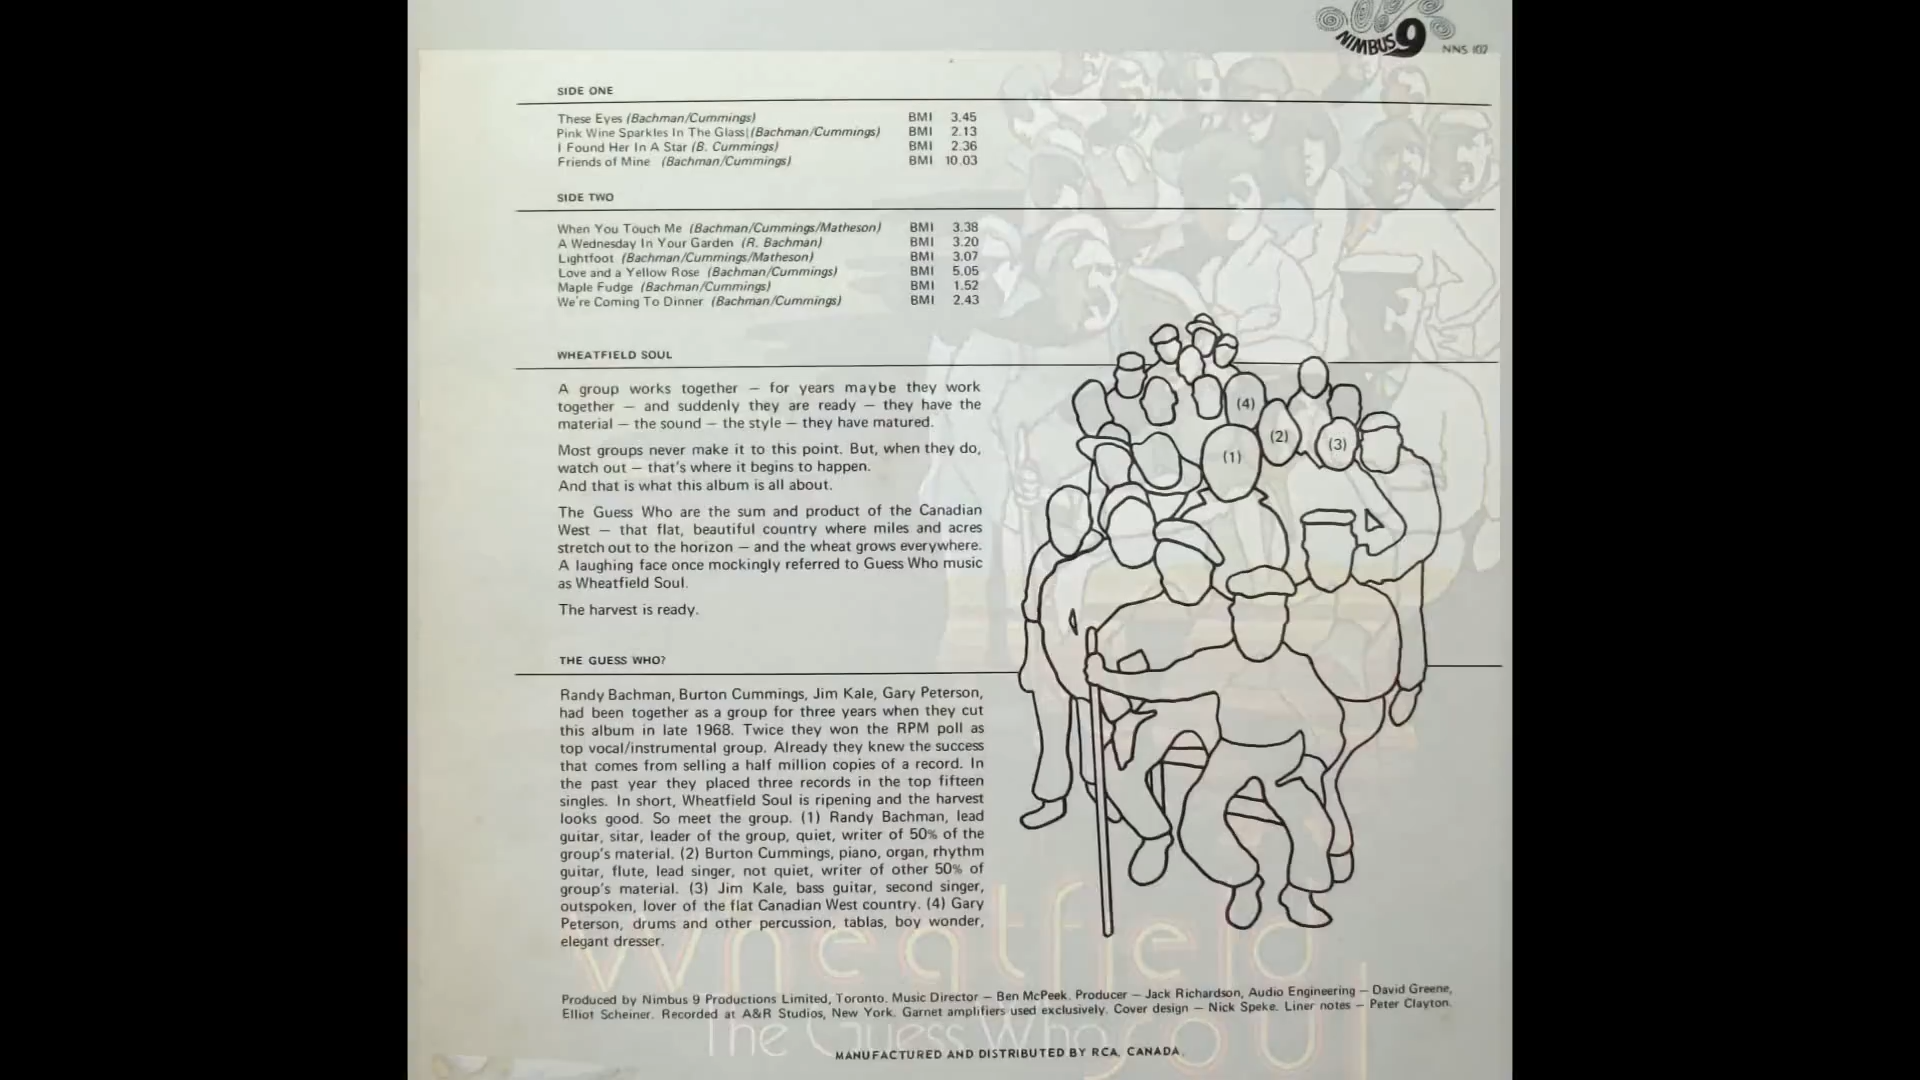 NIMBUS 9
NNS 102
SIDE ONE
These Eyes (Bachman/Cummings) BMI 3.45
Pink Wine Sparkles In The Glass (Bachman/Cummings) BMI 2.13
I Found Her In A Star (B. Cummings) BMI 2.36
Friends of Mine (Bachman/Cummings) BMI 10.03
SIDE TWO
When You Touch Me (Bachman/Cummings/Matheson) BMI 3.38
A Wednesday In Your Garden (R. Bachman) BMI 3.20
Lightfoot (Bachman/Cummings/Matheson) BMI 3.07
Love and a Yellow Rose (Bachman/Cummings) BMI 5.05
Maple Fudge (Bachman/Cummings) BMI 1.52
We're Coming To Dinner (Bachman/Cummings) BMI 2.43
WHEATFIELD SOUL
A group works together — for years maybe they work
together — and suddenly they are ready — they have the
material — the sound — the style — they have matured.
Most groups never make it to this point. But, when they do,
watch out — that's where it begins to happen.
And that is what this album is all about.
The Guess Who are the sum and product of the Canadian
West — that flat, beautiful country where miles and acres
stretch out to the horizon — and the wheat grows everywhere.
A laughing face once mockingly referred to Guess Who music
as Wheatfield Soul.
The harvest is ready.
(4)
(2)
(3)
(1)
THE GUESS WHO?
Randy Bachman, Burton Cummings, Jim Kale, Gary Peterson,
had been together as a group for three years when they cut
this album in late 1968. Twice they won the RPM poll as
top vocal/instrumental group. Already they knew the success
that comes from selling a half million copies of a record. In
the past year they placed three records in the top fifteen
singles. In short, Wheatfield Soul is ripening and the harvest
looks good. So meet the group. (1) Randy Bachman, lead
guitar, sitar, leader of the group, quiet, writer of 50% of the
group's material. (2) Burton Cummings, piano, organ, rhythm
guitar, flute, lead singer, not quiet, writer of other 50% of
group's material. (3) Jim Kale, bass guitar, second singer,
outspoken, lover of the flat Canadian West country. (4) Gary
Peterson, drums and other percussion, tablas, boy wonder,
elegant dresser.
Wheatfield
Soul
The Guess Who
Produced by Nimbus 9 Productions Limited, Toronto. Music Director — Ben McPeek. Producer — Jack Richardson, Audio Engineering — David Greene,
Elliot Scheiner. Recorded at A&R Studios, New York. Garnet amplifiers used exclusively. Cover design — Nick Speke. Liner notes — Peter Clayton.
MANUFACTURED AND DISTRIBUTED BY RCA, CANADA.